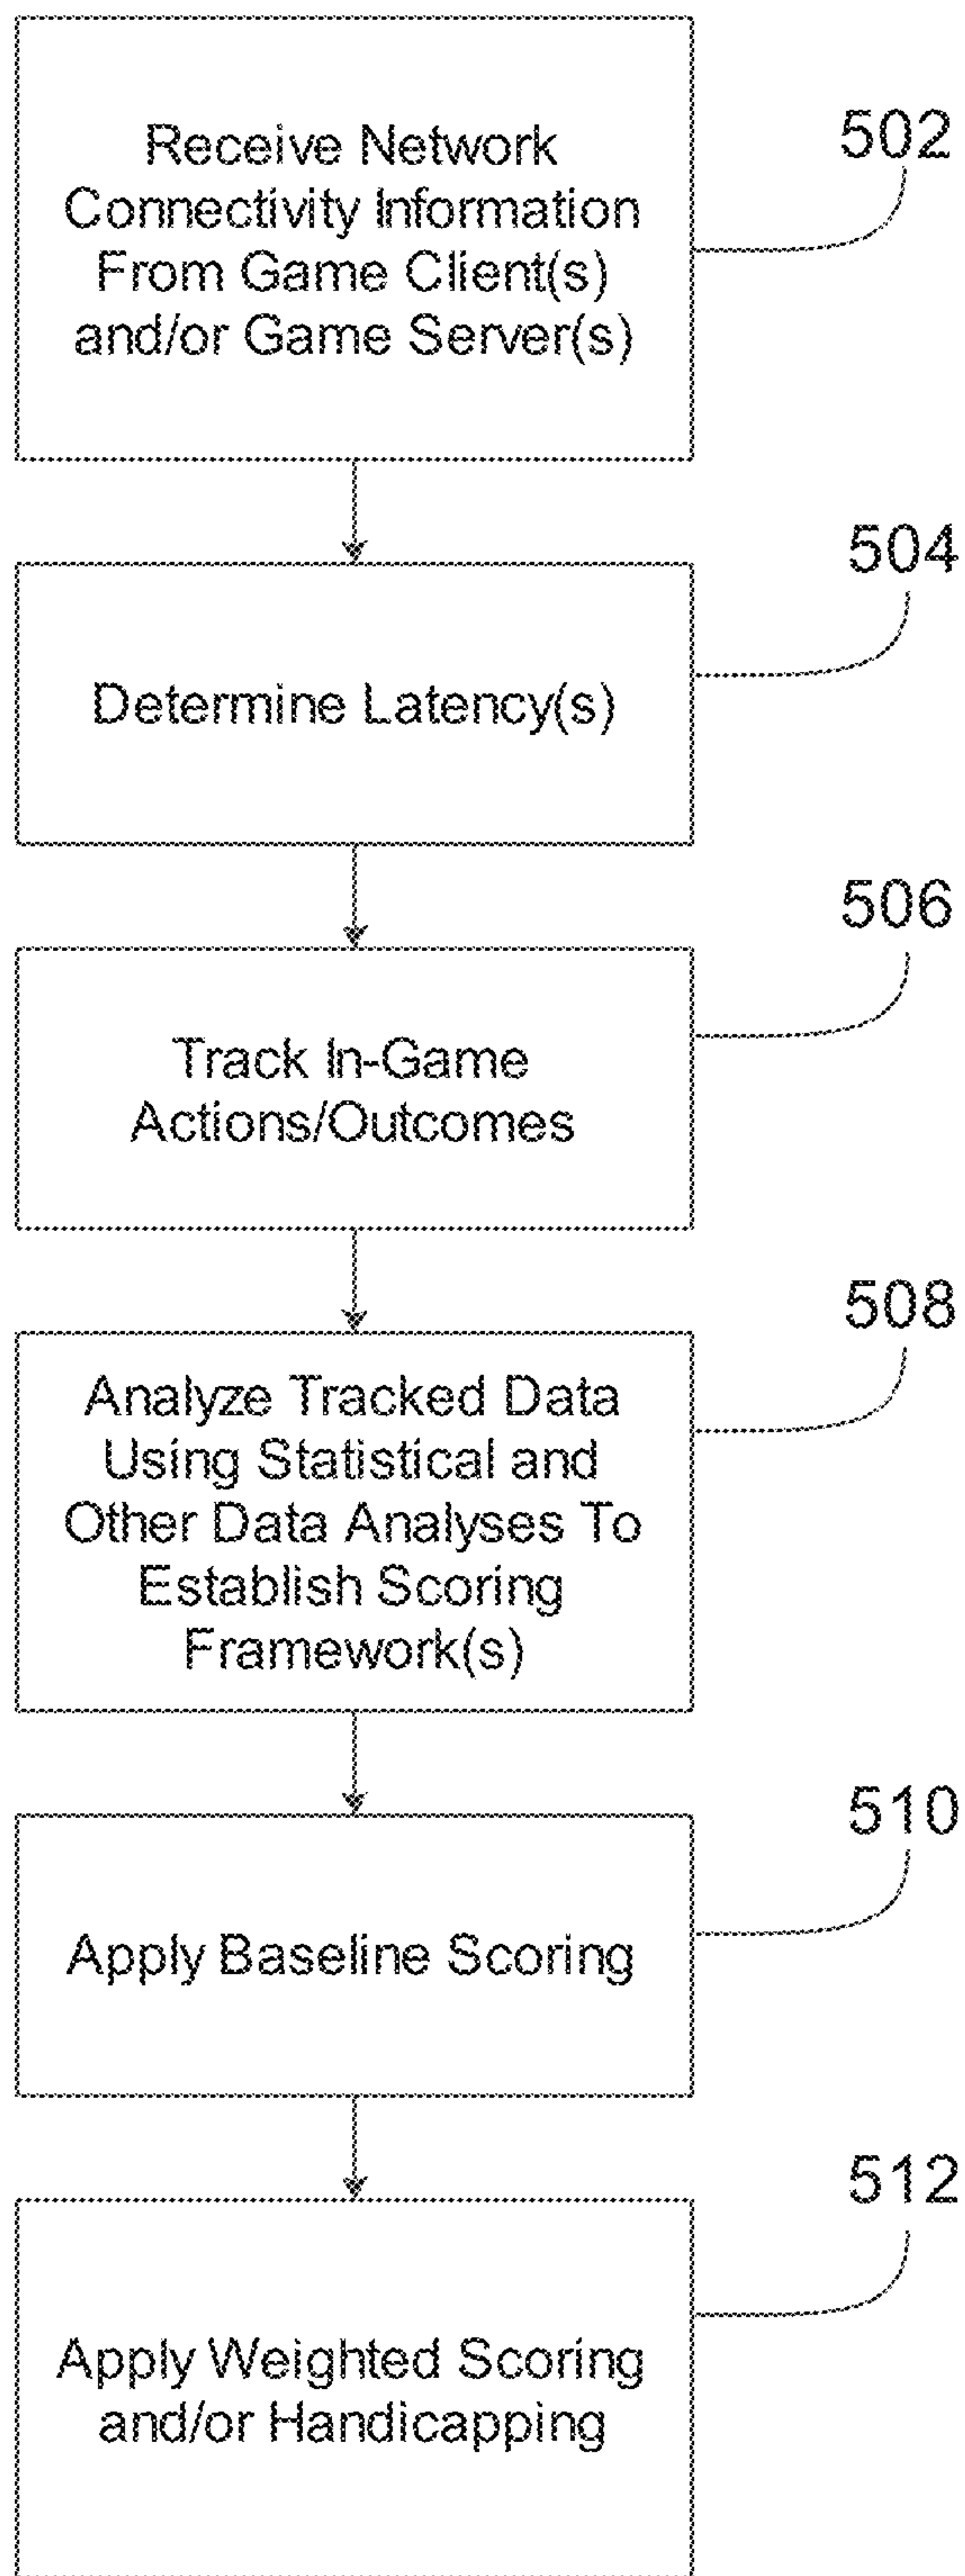 Receive Network
Connectivity Information
From Game Client(s)
and/or Game Server(s)
502
Determine Latency(s)
504
Track In-Game
Actions/Outcomes
506
Analyze Tracked Data
Using Statistical and
Other Data Analyses To
Establish Scoring
Framework(s)
508
Apply Baseline Scoring
510
Apply Weighted Scoring
and/or Handicapping
512